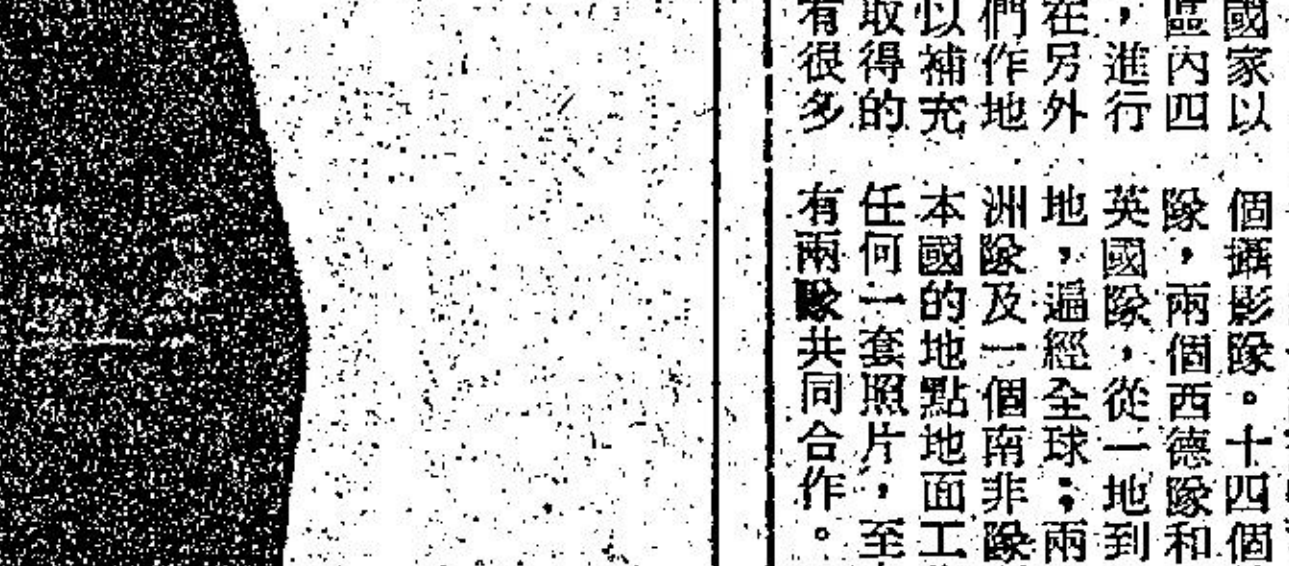 國家以
區內四
，進行
在另外
們作地
以補充
取得的
有很多
個攝影隊。十四個
隊，兩個西德隊和
英國隊，從一地到
地，遍經全球；兩
洲隊及一個南非隊
本國的地點地面工
任何一套照片，至
有兩隊共同合作。